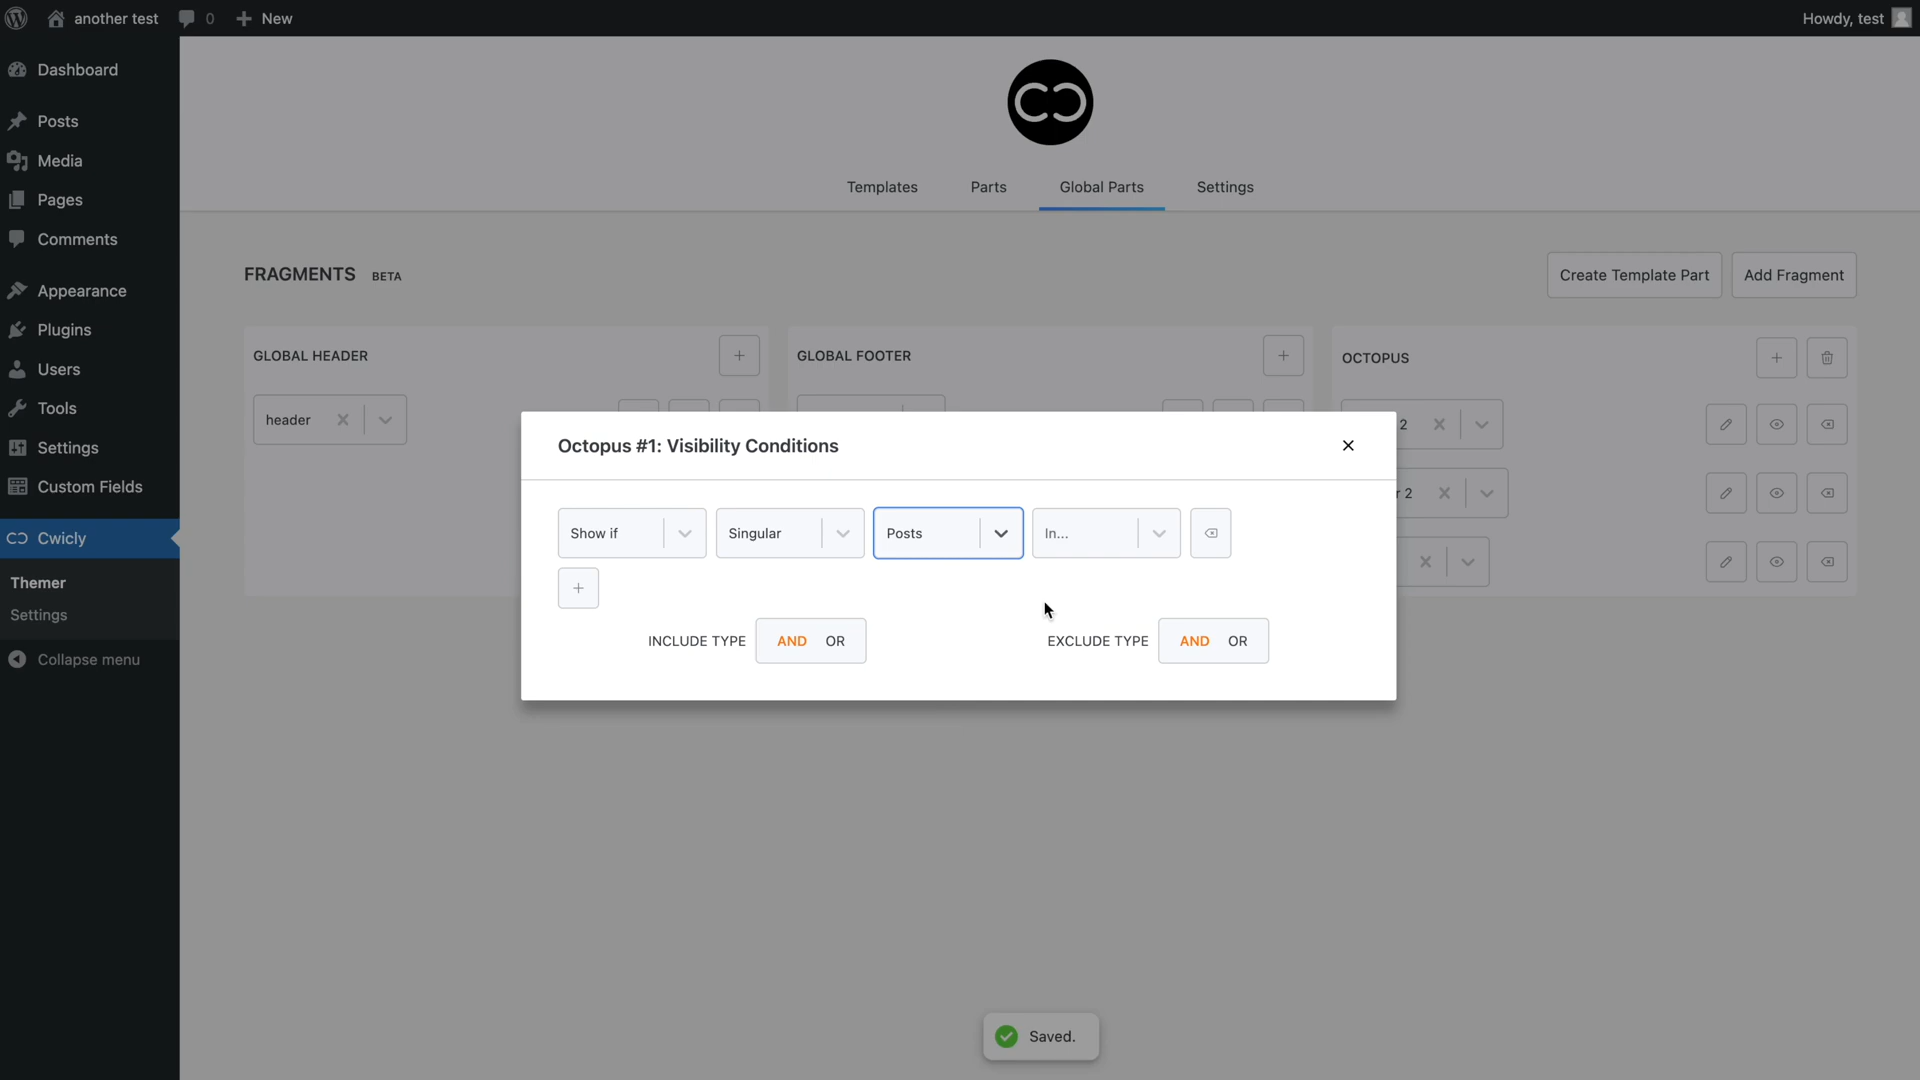 another test
0
New
Howdy, test
Dashboard
Posts
Media
Pages
Comments
Appearance
Plugins
Users
Tools
Settings
Custom Fields
Cwicly
Themer
Settings
Collapse menu
Templates
Parts
Global Parts
Settings
FRAGMENTS BETA
Create Template Part
Add Fragment
GLOBAL HEADER
GLOBAL FOOTER
OCTOPUS
header
2
r 2
Octopus #1: Visibility Conditions
Show if
Singular
Posts
In...
INCLUDE TYPE AND OR
EXCLUDE TYPE AND OR
Saved.